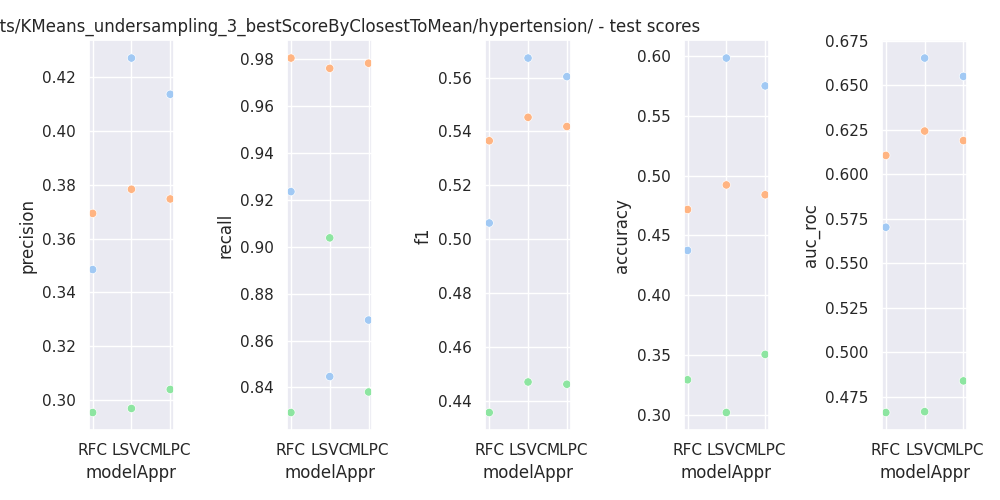 ts/KMeans_undersampling_3_bestScoreByClosestToMean/hypertension/ - test scores
precision
0.42
0.40
0.38
0.36
0.34
0.32
0.30
RFC LSVCMLPC
modelAppr
recall
0.98
0.96
0.94
0.92
0.90
0.88
0.86
0.84
RFC LSVCMLPC
modelAppr
f1
0.56
0.54
0.52
0.50
0.48
0.46
0.44
RFC LSVCMLPC
modelAppr
accuracy
0.60
0.55
0.50
0.45
0.40
0.35
0.30
RFC LSVCMLPC
modelAppr
auc_roc
0.675
0.650
0.625
0.600
0.575
0.550
0.525
0.500
0.475
RFC LSVCMLPC
modelAppr